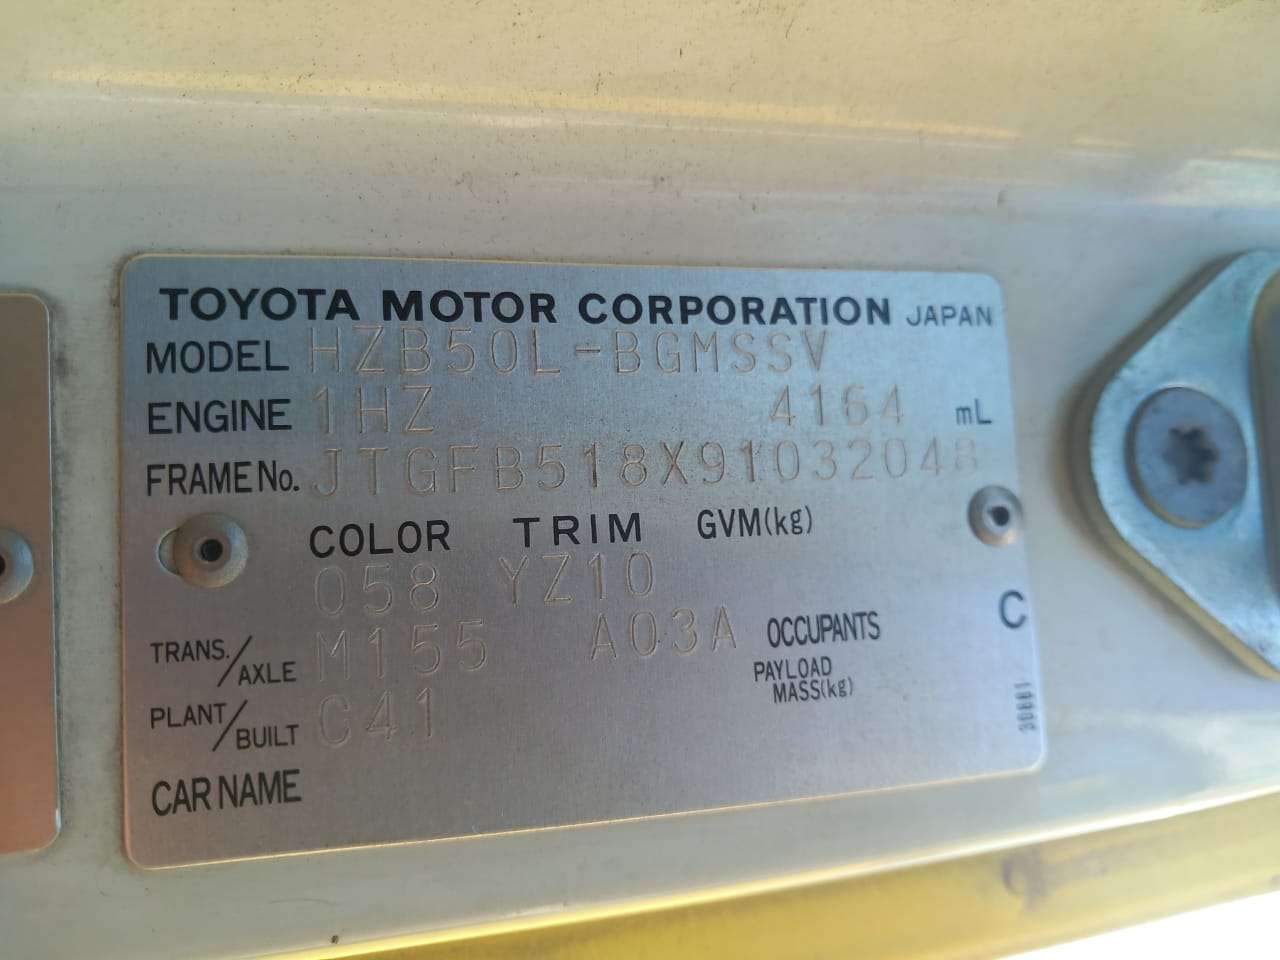 TOYOTA MOTOR CORPORATION JAPAN
MODEL HZB50L-BGMSSV
ENGINE 1HZ 4164 mL
FRAME No. JTGFB518X91032048
COLOR TRIM GVM(kg)
058 YZ10
TRANS./AXLE M155 A03A OCCUPANTS
C
PAYLOAD MASS(kg)
PLANT/BUILT C41
CAR NAME